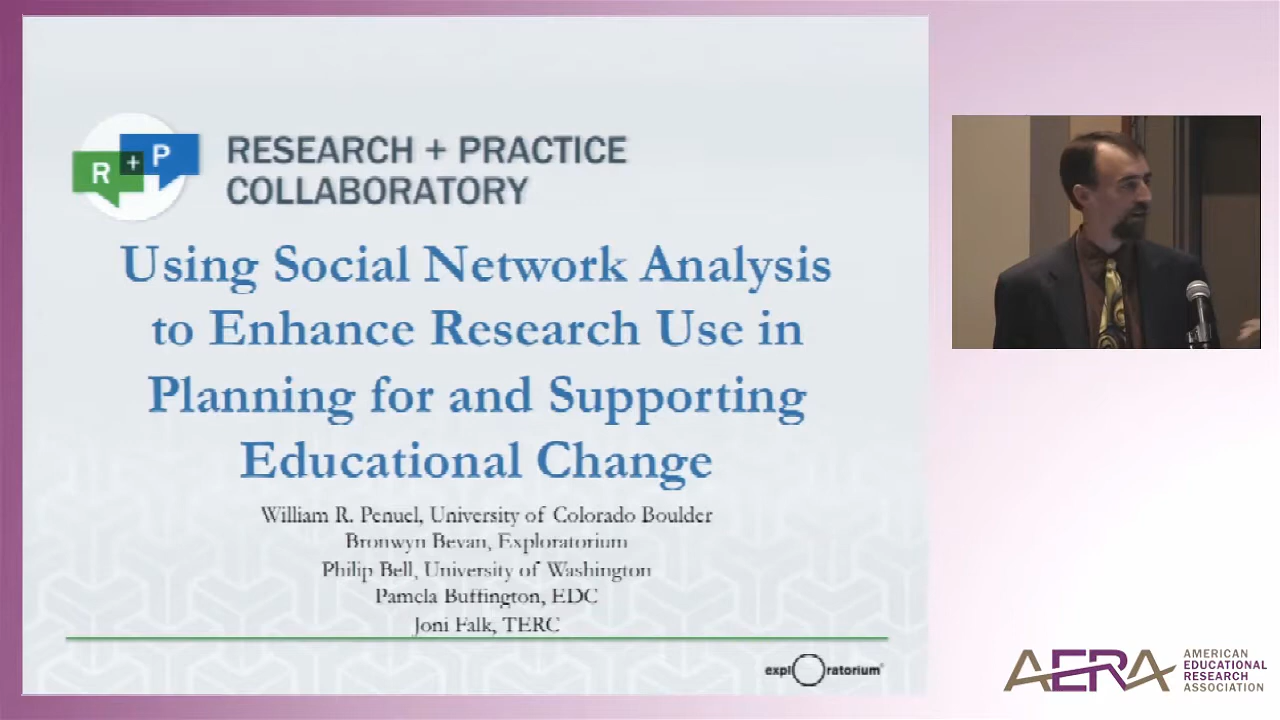 R + P
RESEARCH + PRACTICE
COLLABORATORY
Using Social Network Analysis
to Enhance Research Use in
Planning for and Supporting
Educational Change
William R. Penuel, University of Colorado Boulder
Bronwyn Bevan, Exploratorium
Philip Bell, University of Washington
Pamela Buffington, EDC
Joni Falk, TERC
explOratorium
AERA
AMERICAN
EDUCATIONAL
RESEARCH
ASSOCIATION